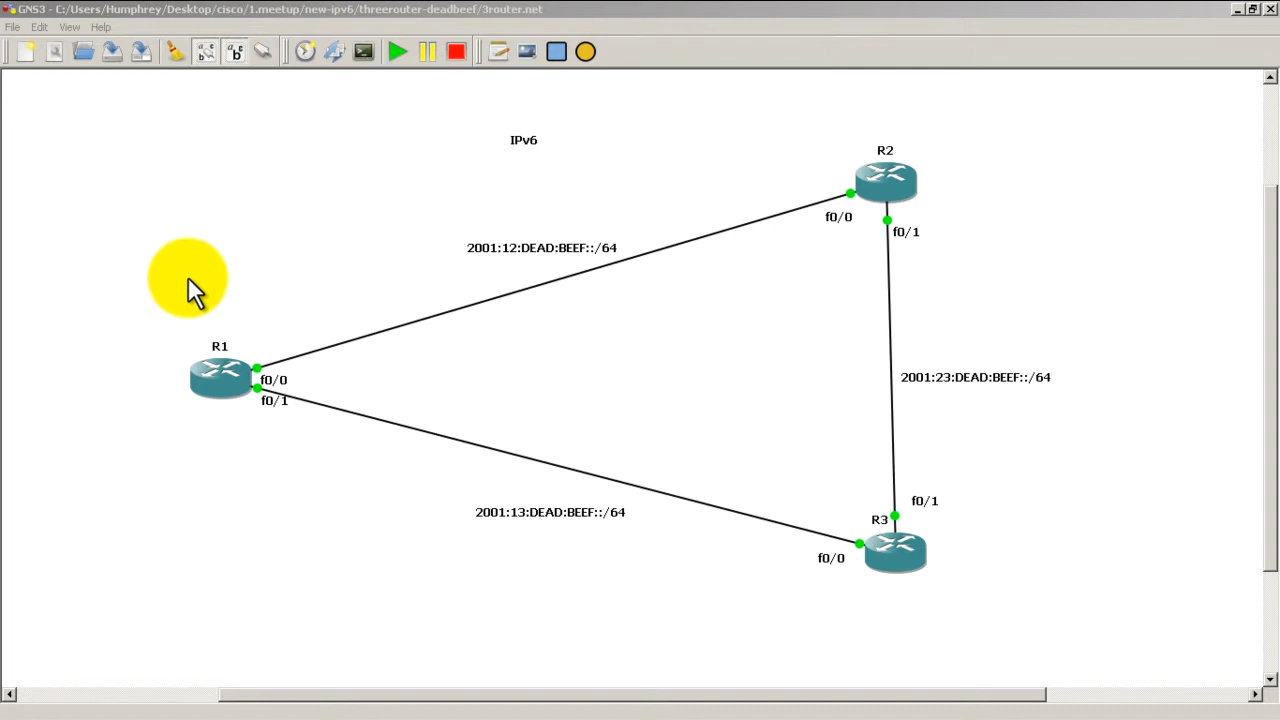 GNS3 - C:/Users/Humphrey/Desktop/cisco/1.meetup/new-ipv6/threerouter-deadbeef/3router.net
File Edit View Help
IPv6
R2
f0/0
f0/1
2001:12:DEAD:BEEF::/64
R1
f0/0
f0/1
2001:23:DEAD:BEEF::/64
2001:13:DEAD:BEEF::/64
f0/1
R3
f0/0